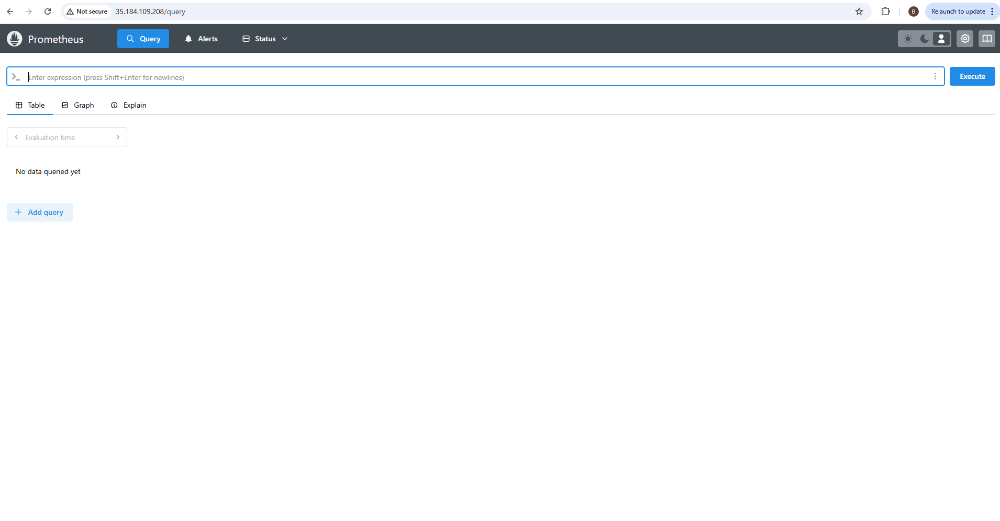 Not secure 35.184.109.208/query B Relaunch to update
Prometheus Query Alerts Status
Enter expression (press Shift+Enter for newlines) Execute
Table Graph Explain
Evaluation time
No data queried yet
Add query